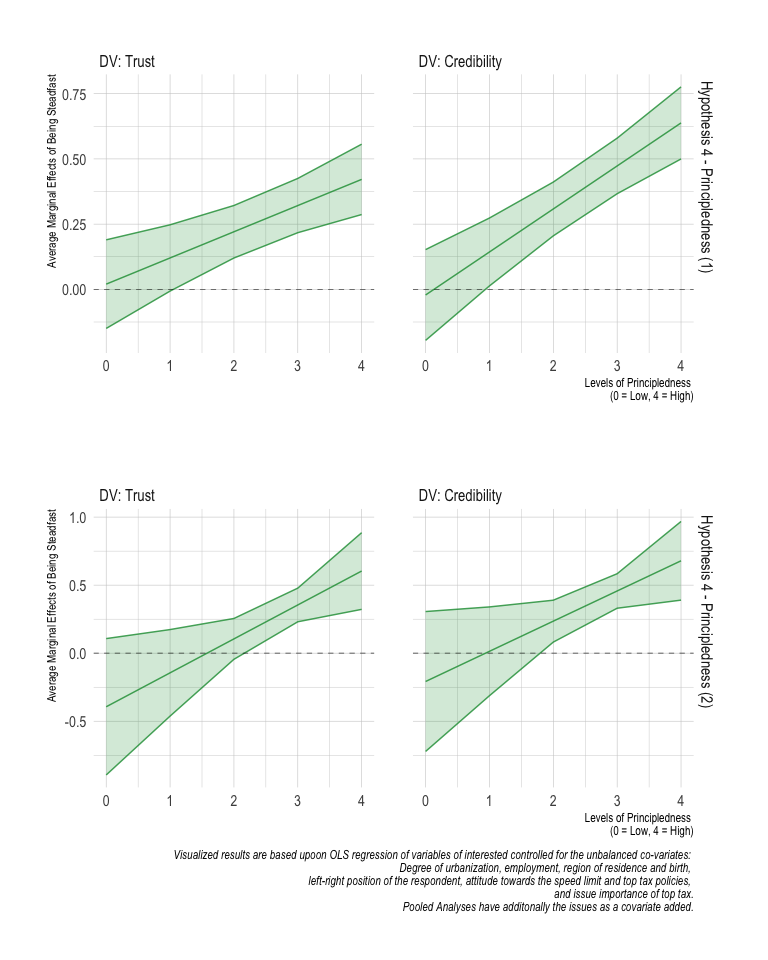 DV: Trust
DV: Credibility
Average Marginal Effects of Being Steadfast
0.75
0.50
0.25
0.00
Hypothesis 4 - Principledness (1)
0 1 2 3 4
0 1 2 3 4
Levels of Principledness
(0 = Low, 4 = High)
DV: Trust
DV: Credibility
Average Marginal Effects of Being Steadfast
1.0
0.5
0.0
-0.5
Hypothesis 4 - Principledness (2)
0 1 2 3 4
0 1 2 3 4
Levels of Principledness
(0 = Low, 4 = High)
Visualized results are based upoon OLS regression of variables of interested controlled for the unbalanced co-variates:
Degree of urbanization, employment, region of residence and birth,
left-right position of the respondent, attitude towards the speed limit and top tax policies,
and issue importance of top tax.
Pooled Analyses have additonally the issues as a covariate added.